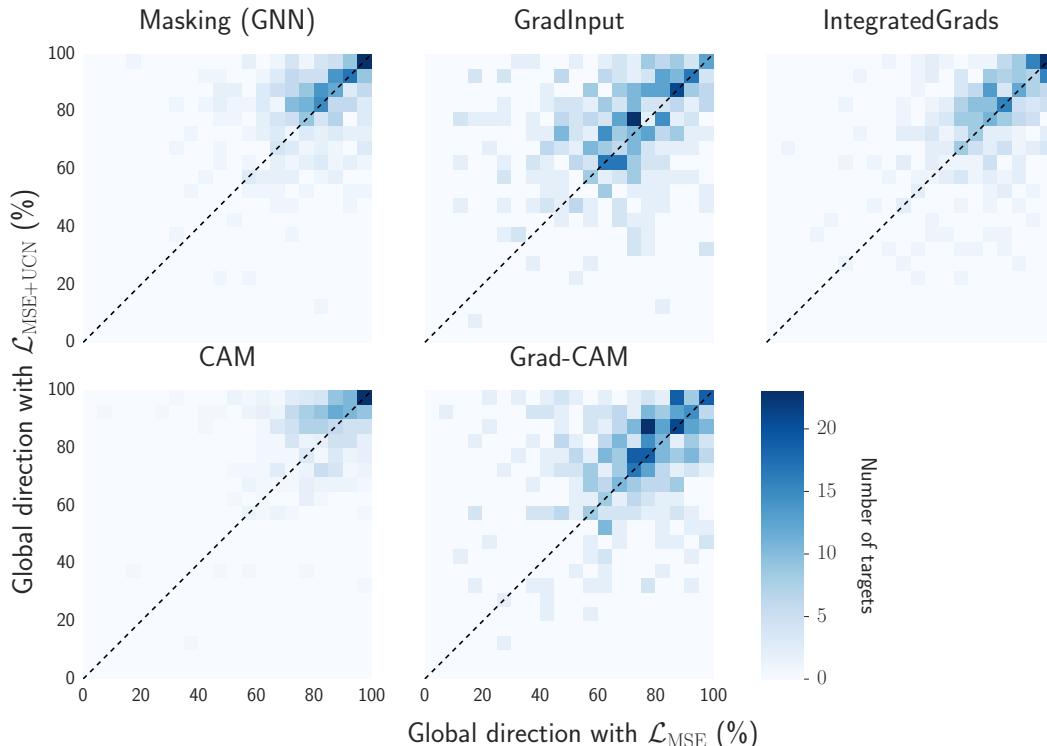 Masking (GNN)
GradInput
IntegratedGrads
100
80
60
40
20
0
CAM
Grad-CAM
100
80
60
40
20
0
0 20 40 60 80 100
0 20 40 60 80 100
20
15
10
5
0
Number of targets
Global direction with ℒMSE+UCN (%)
Global direction with ℒMSE (%)